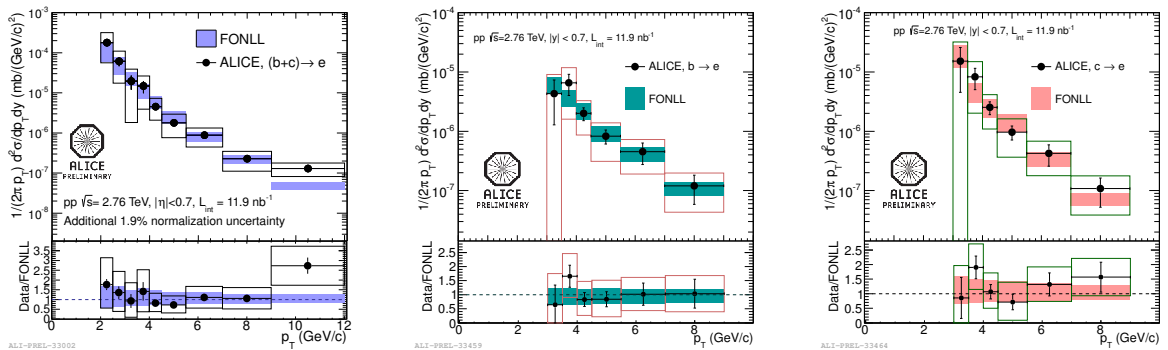 1/(2π p_T) d²σ/dp_Tdy (mb/(GeV/c)²)
10⁻³
10⁻⁴
10⁻⁵
10⁻⁶
10⁻⁷
10⁻⁸
FONLL
ALICE, (b+c)→ e
ALICE
PRELIMINARY
pp √s= 2.76 TeV, |η|<0.7, L_int = 11.9 nb⁻¹
Additional 1.9% normalization uncertainty
Data/FONLL
3.5
3
2.5
2
1.5
1
0.5
0
0 2 4 6 8 10 12
p_T (GeV/c)
ALI-PREL-33002
1/(2π p_T) d²σ/dp_Tdy (mb/(GeV/c)²)
10⁻⁴
10⁻⁵
10⁻⁶
10⁻⁷
pp √s=2.76 TeV, |y| < 0.7, L_int = 11.9 nb⁻¹
ALICE, b → e
FONLL
ALICE
PRELIMINARY
Data/FONLL
2.5
2
1.5
1
0.5
0
0 2 4 6 8
p_T (GeV/c)
ALI-PREL-33459
1/(2π p_T) d²σ/dp_Tdy (mb/(GeV/c)²)
10⁻⁴
10⁻⁵
10⁻⁶
10⁻⁷
pp √s=2.76 TeV, |y| < 0.7, L_int = 11.9 nb⁻¹
ALICE, c → e
FONLL
ALICE
PRELIMINARY
Data/FONLL
2.5
2
1.5
1
0.5
0
0 2 4 6 8
p_T (GeV/c)
ALI-PREL-33464